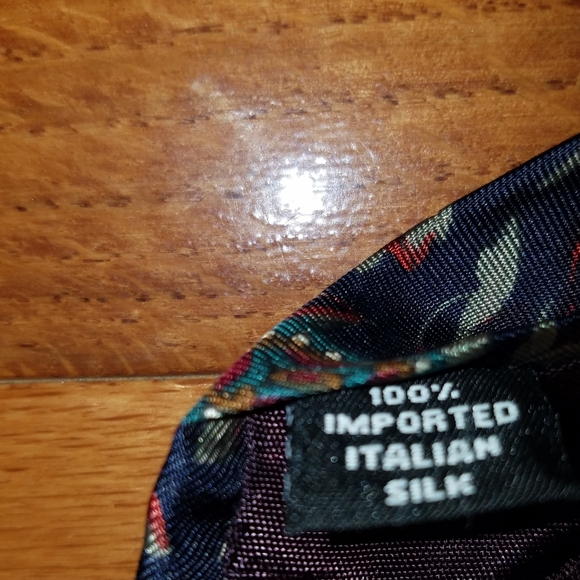 100%
IMPORTED
ITALIAN
SILK